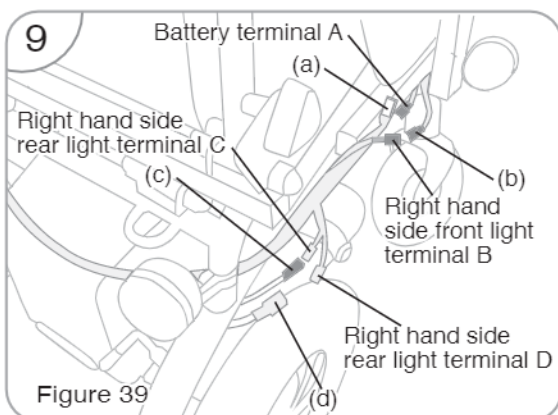 9
Battery terminal A
(a)
Right hand side
rear light terminal C
(c)
(b)
Right hand
side front light
terminal B
Right hand side
rear light terminal D
(d)
Figure 39